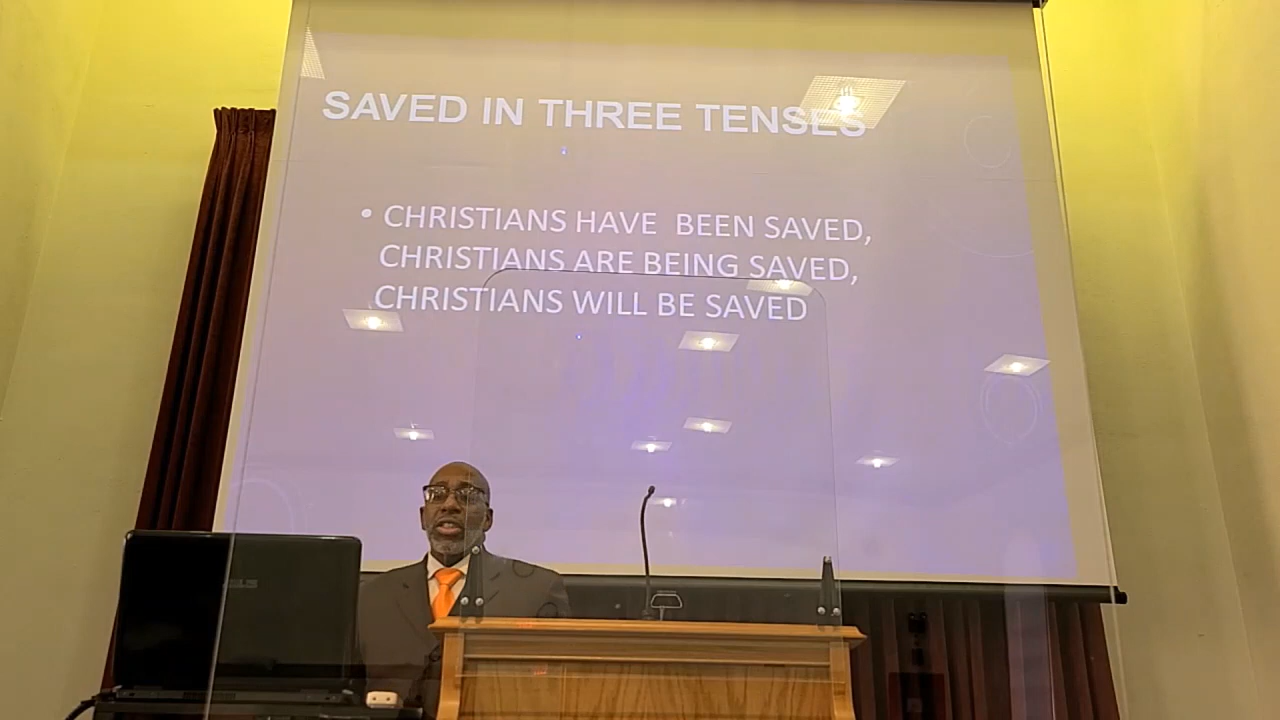 SAVED IN THREE TENSES
• CHRISTIANS HAVE BEEN SAVED,
CHRISTIANS ARE BEING SAVED,
CHRISTIANS WILL BE SAVED